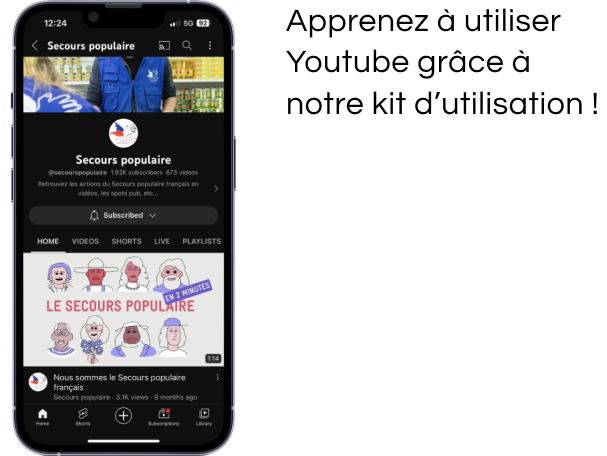 12:24
5G 92
Apprenez à utiliser
Youtube grâce à
notre kit d’utilisation !
Secours populaire
Secours populaire
@secourspopulaire 1.92K subscribers 673 videos
Retrouvez les actions du Secours populaire français en
vidéos, les spots pub, etc...
Subscribed
HOME VIDEOS SHORTS LIVE PLAYLISTS
EN 2 MINUTES
LE SECOURS POPULAIRE
1:14
Nous sommes le Secours populaire
français
Secours populaire · 3.1K views · 9 months ago
Home Shorts Subscriptions Library